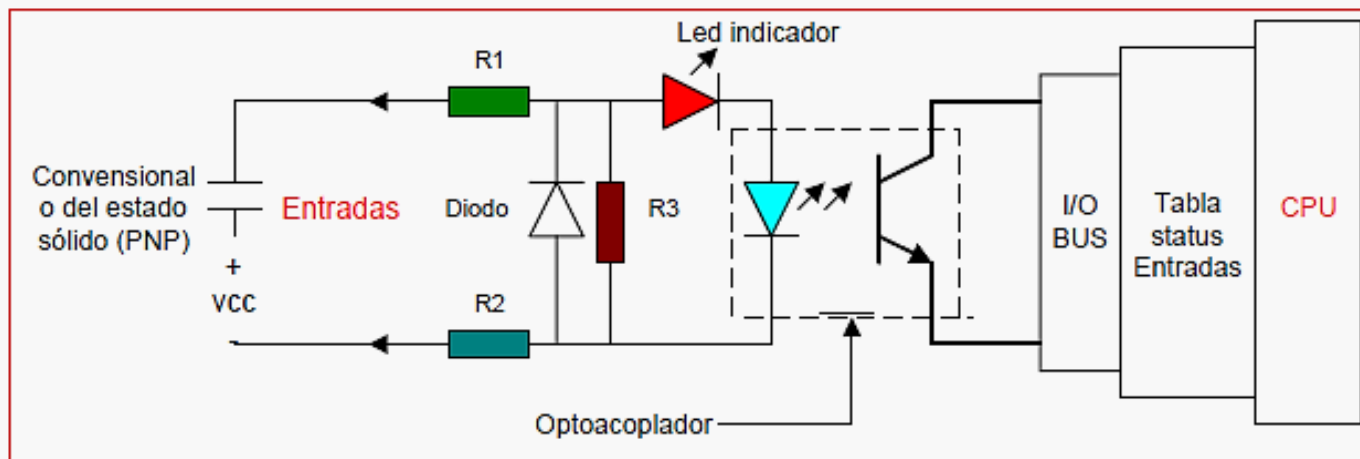 Led indicador
R1
Convensional
o del estado
sólido (PNP)
Entradas
Diodo
R3
I/O
BUS
Tabla
status
Entradas
CPU
+
VCC
-
R2
Optoacoplador